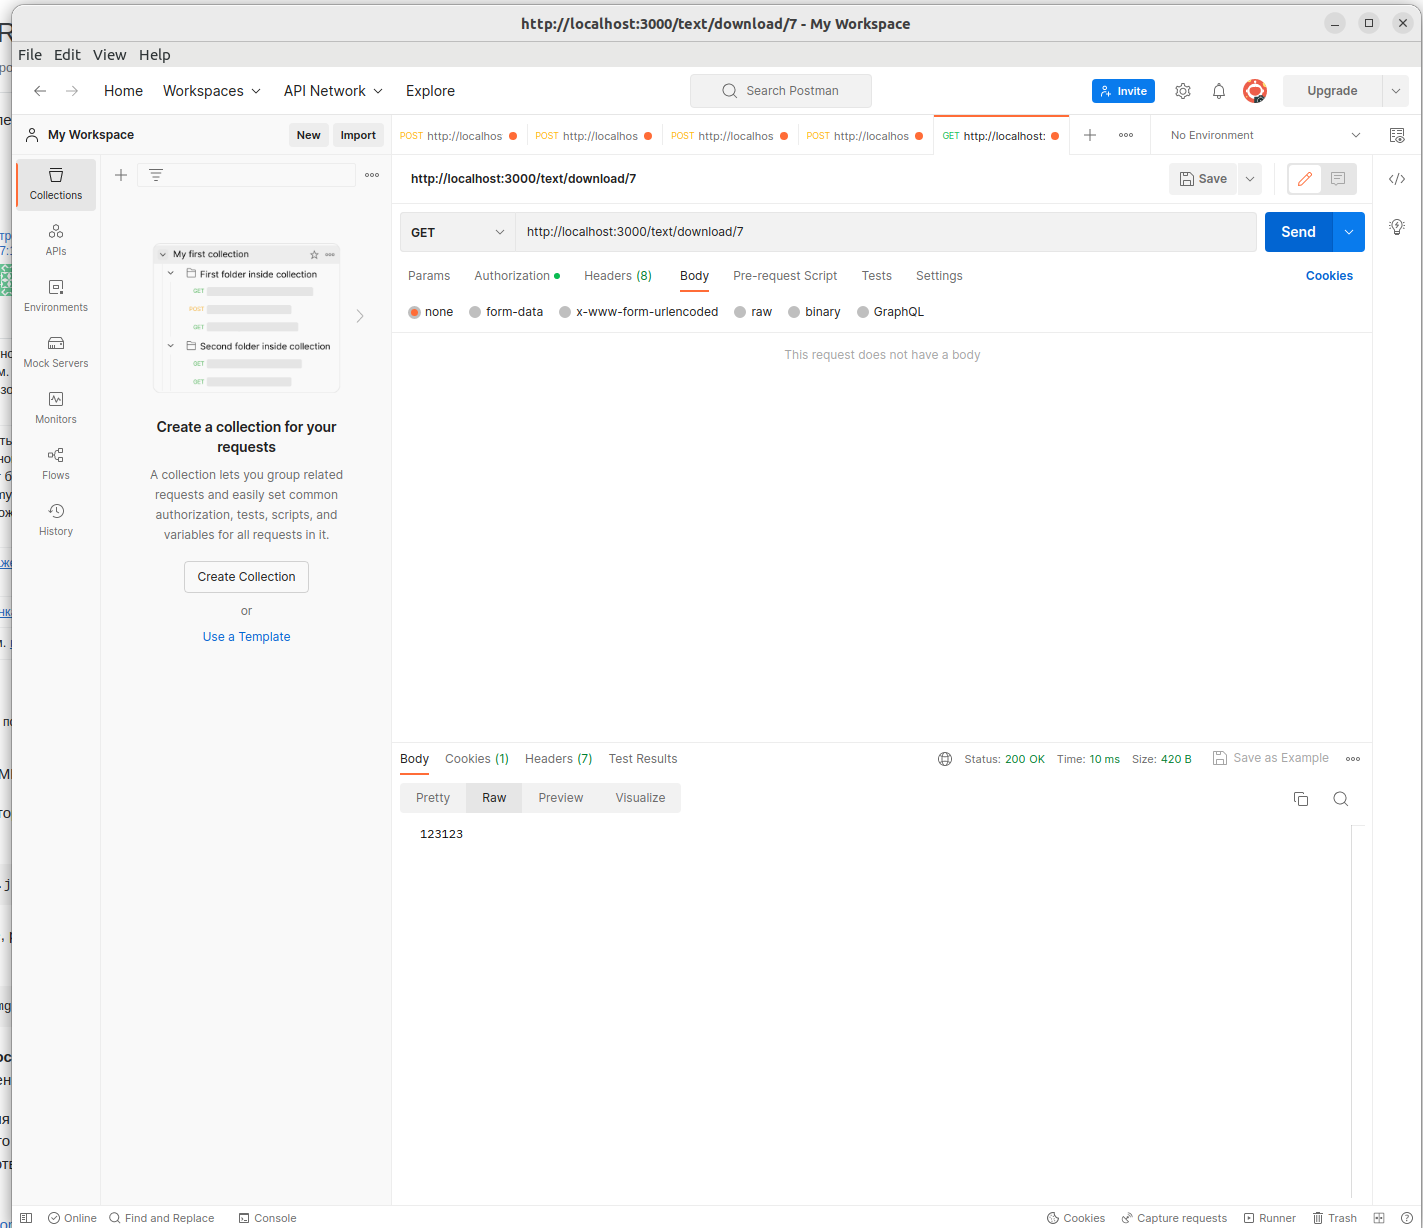 http://localhost:3000/text/download/7 - My Workspace
File Edit View Help
Home Workspaces API Network Explore Search Postman Invite Upgrade
My Workspace New Import POST http://localhos POST http://localhos POST http://localhos POST http://localhos GET http://localhost: No Environment
Collections
APIs
Environments
Mock Servers
Monitors
Flows
History
My first collection
First folder inside collection
GET
POST
GET
Second folder inside collection
GET
GET
Create a collection for your
requests
A collection lets you group related
requests and easily set common
authorization, tests, scripts, and
variables for all requests in it.
Create Collection
or
Use a Template
http://localhost:3000/text/download/7 Save
GET http://localhost:3000/text/download/7 Send
Params Authorization Headers (8) Body Pre-request Script Tests Settings Cookies
none form-data x-www-form-urlencoded raw binary GraphQL
This request does not have a body
Body Cookies (1) Headers (7) Test Results Status: 200 OK Time: 10 ms Size: 420 B Save as Example
Pretty Raw Preview Visualize
123123
Online Find and Replace Console Cookies Capture requests Runner Trash